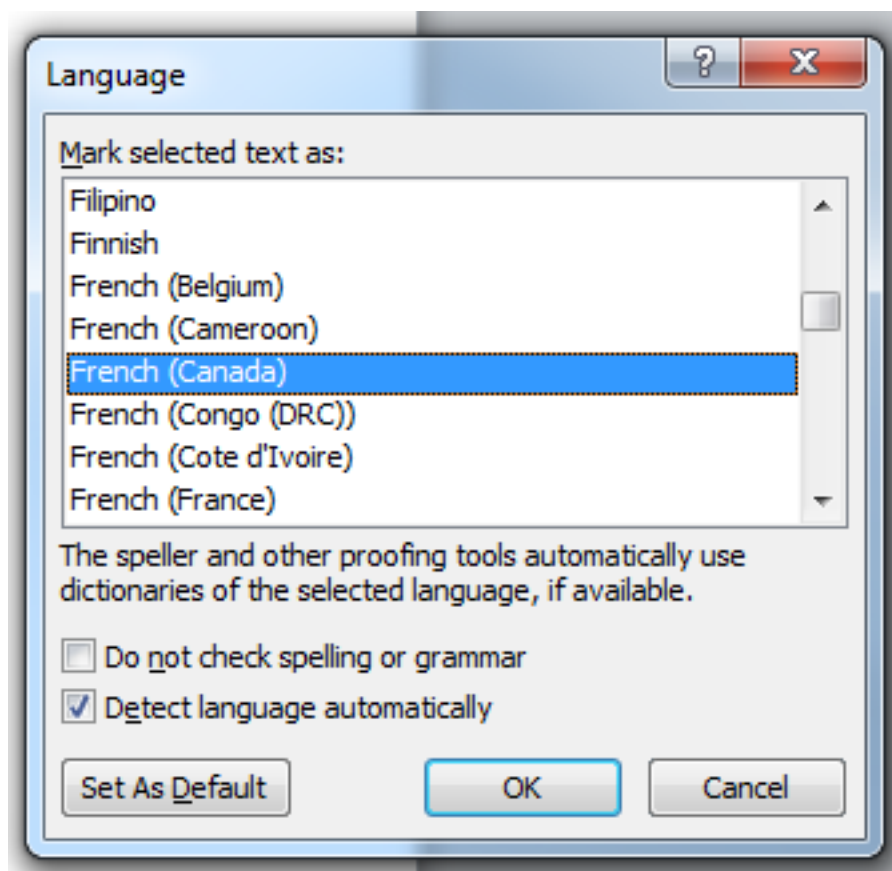 Language
Mark selected text as:
Filipino
Finnish
French (Belgium)
French (Cameroon)
French (Canada)
French (Congo (DRC))
French (Cote d'Ivoire)
French (France)
The speller and other proofing tools automatically use
dictionaries of the selected language, if available.
Do not check spelling or grammar
Detect language automatically
Set As Default OK Cancel